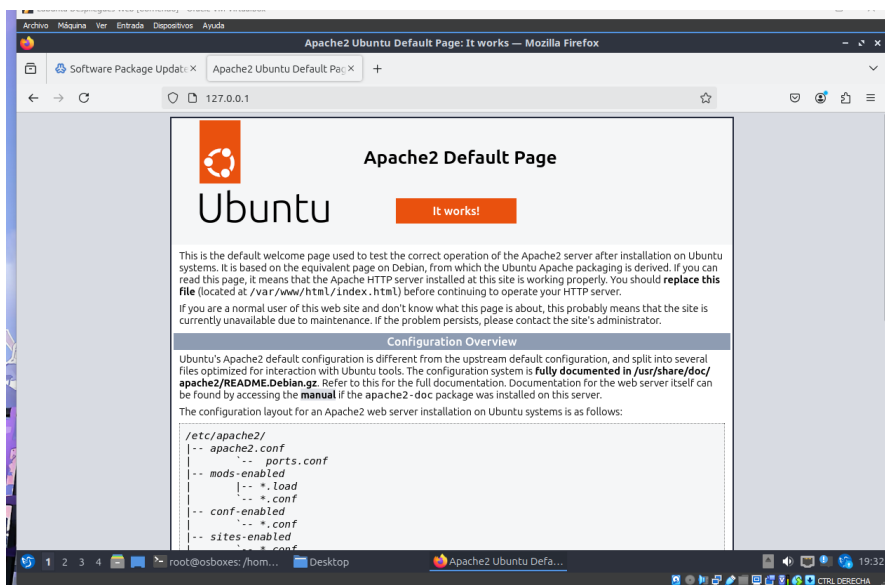 Archivo Máquina Ver Entrada Dispositivos Ayuda
Apache2 Ubuntu Default Page: It works — Mozilla Firefox
Software Package Update
Apache2 Ubuntu Default Pag
127.0.0.1
Apache2 Default Page
Ubuntu
It works!
This is the default welcome page used to test the correct operation of the Apache2 server after installation on Ubuntu
systems. It is based on the equivalent page on Debian, from which the Ubuntu Apache packaging is derived. If you can
read this page, it means that the Apache HTTP server installed at this site is working properly. You should replace this
file (located at /var/www/html/index.html) before continuing to operate your HTTP server.
If you are a normal user of this web site and don't know what this page is about, this probably means that the site is
currently unavailable due to maintenance. If the problem persists, please contact the site's administrator.
Configuration Overview
Ubuntu's Apache2 default configuration is different from the upstream default configuration, and split into several
files optimized for interaction with Ubuntu tools. The configuration system is fully documented in /usr/share/doc/
apache2/README.Debian.gz. Refer to this for the full documentation. Documentation for the web server itself can
be found by accessing the manual if the apache2-doc package was installed on this server.
The configuration layout for an Apache2 web server installation on Ubuntu systems is as follows:
/etc/apache2/
|-- apache2.conf
|       `--  ports.conf
|-- mods-enabled
|       |-- *.load
|       `-- *.conf
|-- conf-enabled
|       `-- *.conf
|-- sites-enabled
|       `-- *.conf
1 2 3 4 root@osboxes: /hom... Desktop Apache2 Ubuntu Defa... 19:32
CTRL DERECHA